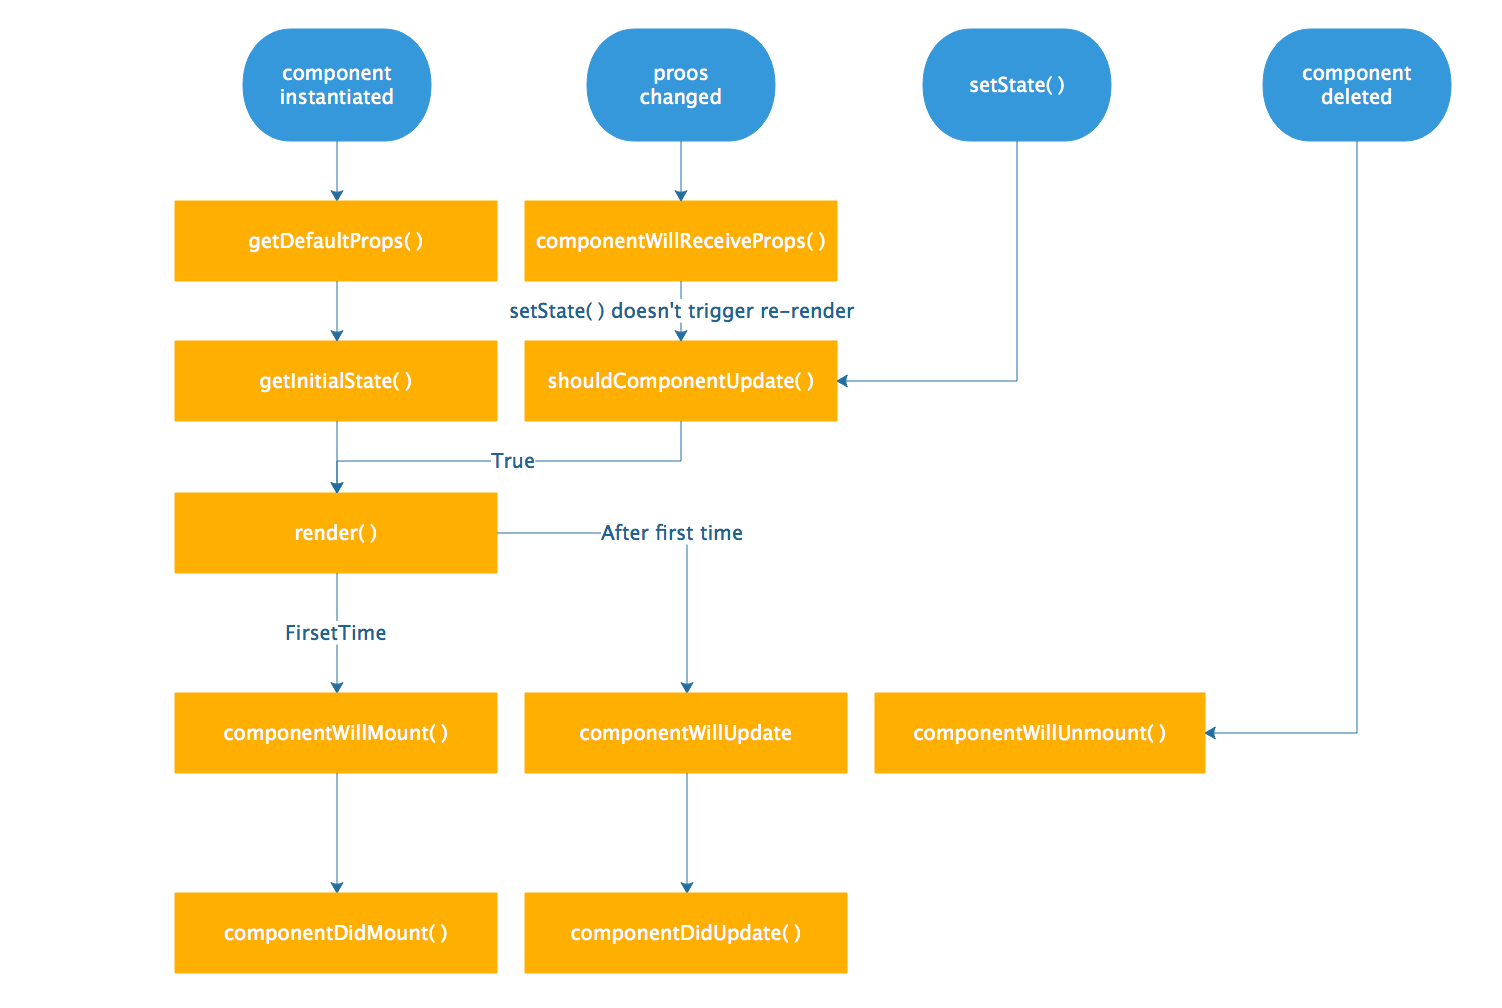 component
instantiated
proos
changed
setState()
component
deleted
getDefaultProps()
componentWillReceiveProps()
setState() doesn't trigger re-render
getInitialState()
shouldComponentUpdate()
True
render()
After first time
FirsetTime
componentWillMount()
componentWillUpdate
componentWillUnmount()
componentDidMount()
componentDidUpdate()